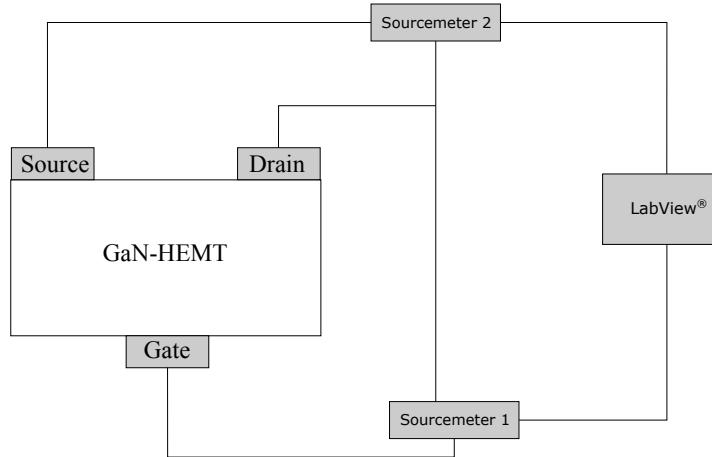 Sourcemeter 2
Source
Drain
LabView®
GaN-HEMT
Gate
Sourcemeter 1